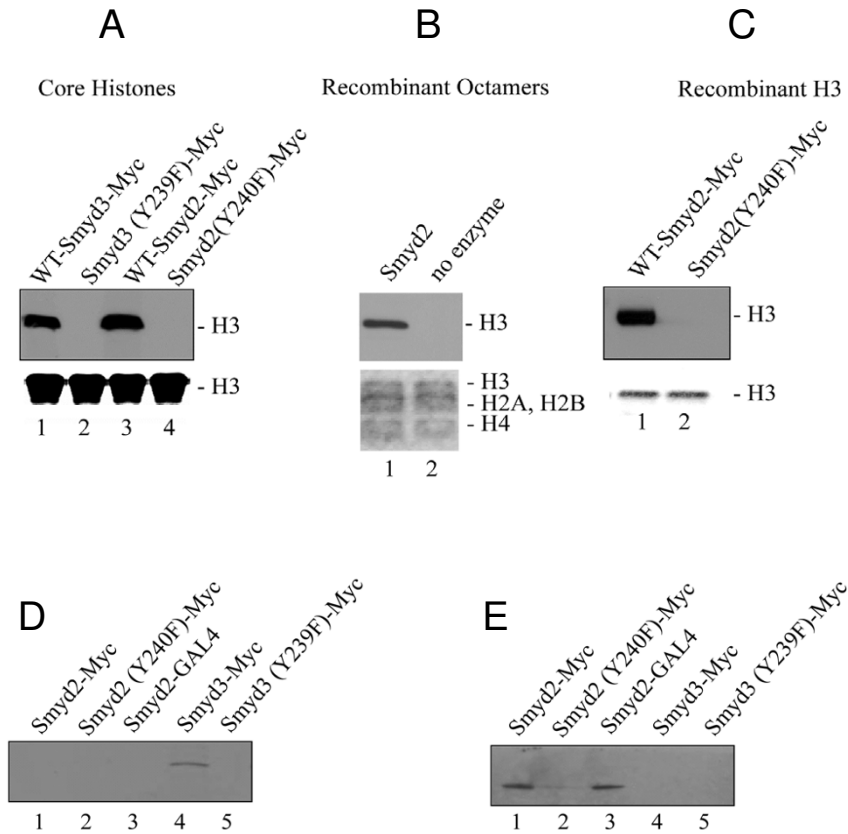 A
B
C
Core Histones
Recombinant Octamers
Recombinant H3
WT-Smyd3-Myc
Smyd3 (Y239F)-Myc
WT-Smyd2-Myc
Smyd2(Y240F)-Myc
- H3
- H3
1 2 3 4
Smyd2
no enzyme
- H3
- H3
- H2A, H2B
- H4
1 2
WT-Smyd2-Myc
Smyd2(Y240F)-Myc
- H3
- H3
1 2
D
Smyd2-Myc
Smyd2 (Y240F)-Myc
Smyd2-GAL4
Smyd3-Myc
Smyd3 (Y239F)-Myc
1 2 3 4 5
E
Smyd2-Myc
Smyd2 (Y240F)-Myc
Smyd2-GAL4
Smyd3-Myc
Smyd3 (Y239F)-Myc
1 2 3 4 5